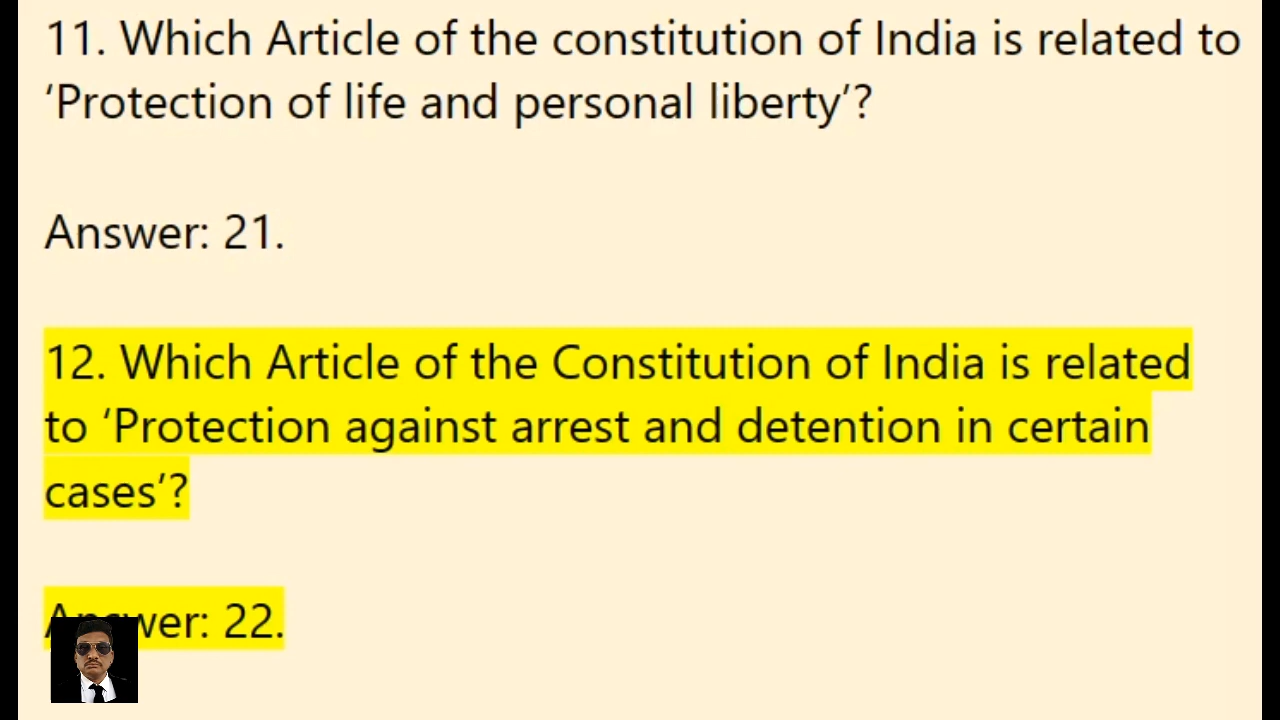 11. Which Article of the constitution of India is related to
‘Protection of life and personal liberty’?
Answer: 21.
12. Which Article of the Constitution of India is related
to ‘Protection against arrest and detention in certain
cases’?
Answer: 22.